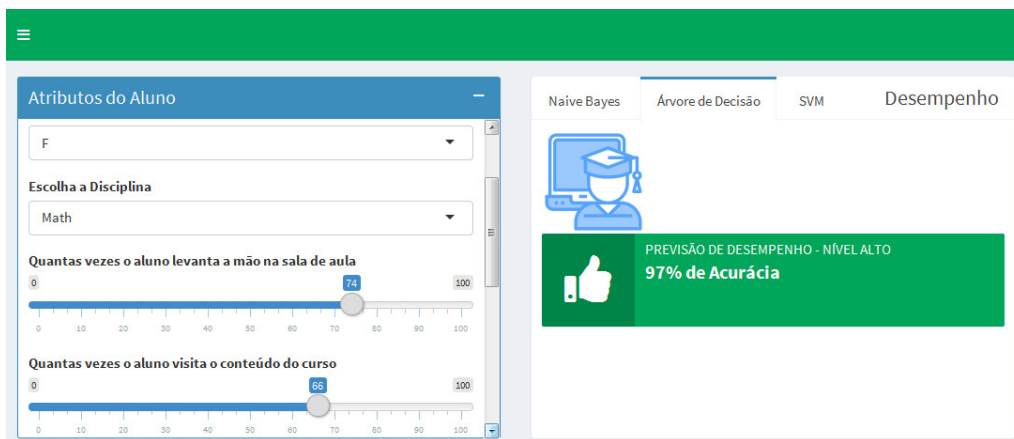 Atributos do Aluno
F
Escolha a Disciplina
Math
Quantas vezes o aluno levanta a mão na sala de aula
0 74 100
0 10 20 30 40 50 60 70 80 90 100
Quantas vezes o aluno visita o conteúdo do curso
0 66 100
0 10 20 30 40 50 60 70 80 90 100
Naive Bayes Árvore de Decisão SVM Desempenho
PREVISÃO DE DESEMPENHO - NÍVEL ALTO
97% de Acurácia